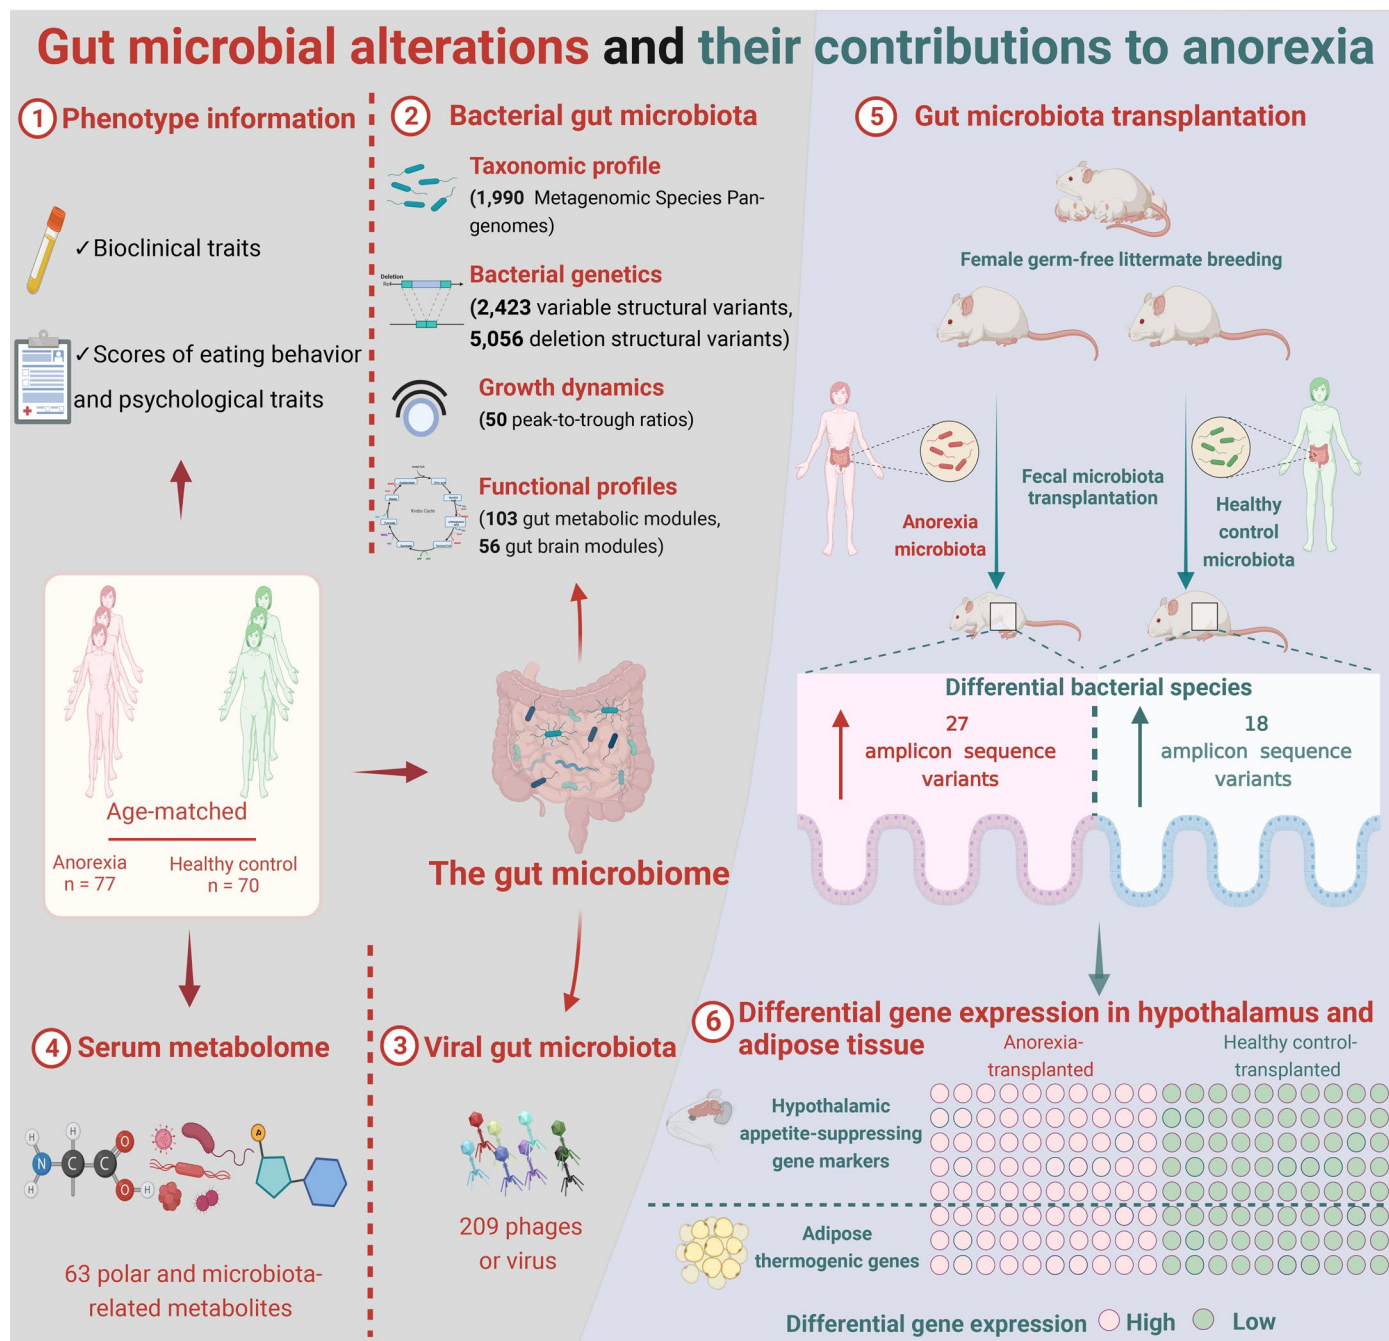 Gut microbial alterations and their contributions to anorexia
1 Phenotype information
✓Bioclinical traits
✓Scores of eating behavior
and psychological traits
2 Bacterial gut microbiota
Taxonomic profile
(1,990 Metagenomic Species Pan-
genomes)
Deletion
Ref
Bacterial genetics
(2,423 variable structural variants,
5,056 deletion structural variants)
Growth dynamics
(50 peak-to-trough ratios)
Krebs Cycle
Functional profiles
(103 gut metabolic modules,
56 gut brain modules)
Age-matched
Anorexia
n = 77
Healthy control
n = 70
The gut microbiome
4 Serum metabolome
H
H
N
H
C
C
O
O
H
P
63 polar and microbiota-
related metabolites
3 Viral gut microbiota
209 phages
or virus
5 Gut microbiota transplantation
Female germ-free littermate breeding
Fecal microbiota
transplantation
Anorexia
microbiota
Healthy
control
microbiota
Differential bacterial species
27
amplicon sequence
variants
18
amplicon sequence
variants
6 Differential gene expression in hypothalamus and
adipose tissue
Anorexia-
transplanted
Healthy control-
transplanted
Hypothalamic
appetite-suppressing
gene markers
Adipose
thermogenic genes
Differential gene expression High Low